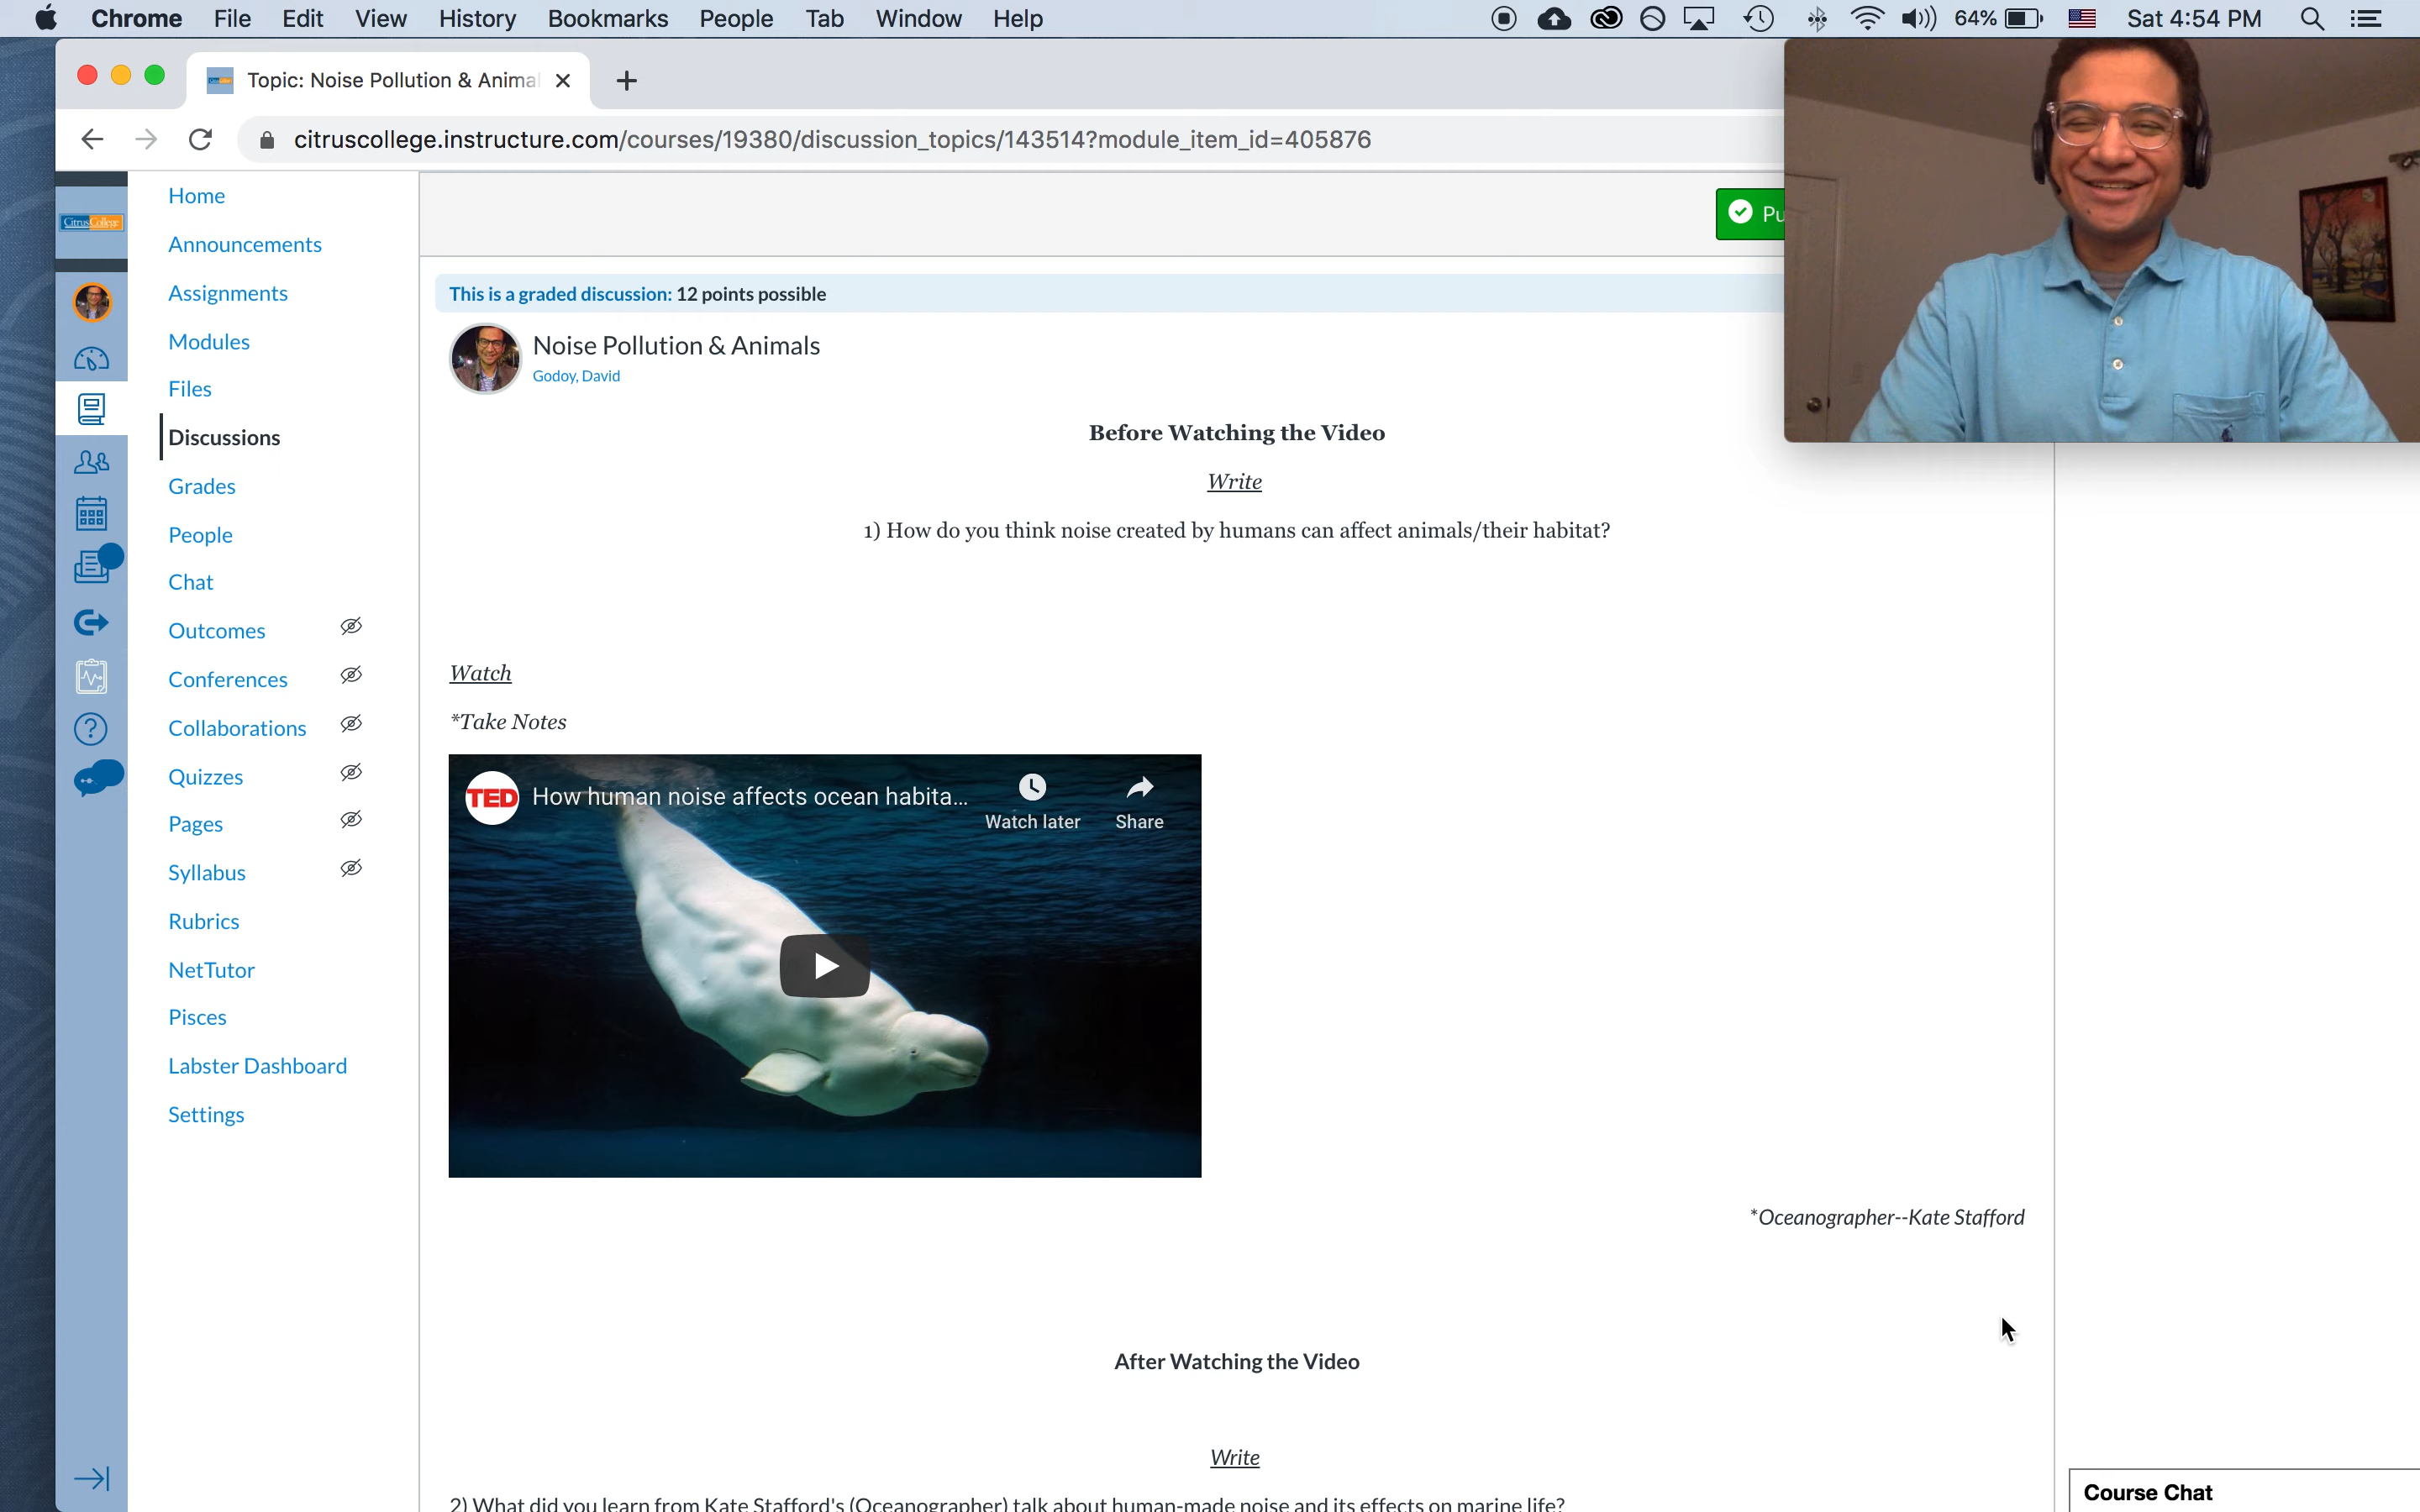 Chrome File Edit View History Bookmarks People Tab Window Help 64% Sat 4:54 PM
Topic: Noise Pollution & Anima
citruscollege.instructure.com/courses/19380/discussion_topics/143514?module_item_id=405876
CitrusCollege
Home
Announcements
Assignments
Modules
Files
Discussions
Grades
People
Chat
Outcomes
Conferences
Collaborations
Quizzes
Pages
Syllabus
Rubrics
NetTutor
Pisces
Labster Dashboard
Settings
Pu
This is a graded discussion: 12 points possible
Noise Pollution & Animals
Godoy, David
Before Watching the Video
Write
1) How do you think noise created by humans can affect animals/their habitat?
Watch
*Take Notes
TED How human noise affects ocean habita...
Watch later Share
*Oceanographer--Kate Stafford
After Watching the Video
Write
2) What did you learn from Kate Stafford's (Oceanographer) talk about human-made noise and its effects on marine life?
Course Chat